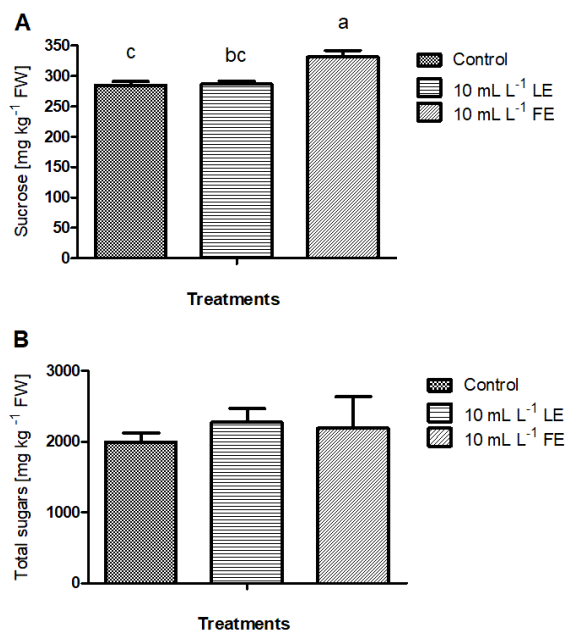 A
c
bc
a
350
300
250
200
150
100
50
0
Sucrose [mg kg⁻¹ FW]
Control
10 mL L⁻¹ LE
10 mL L⁻¹ FE
Treatments
B
3000
2000
1000
0
Total sugars [mg kg⁻¹ FW]
Control
10 mL L⁻¹ LE
10 mL L⁻¹ FE
Treatments